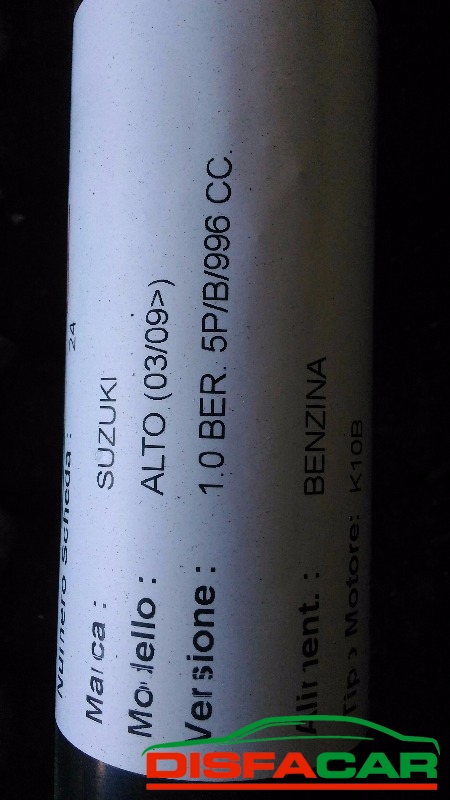 Numero Scheda : 24
Marca : SUZUKI
Modello : ALTO (03/09>)
Versione : 1.0 BER. 5P/B/996 CC.
Aliment. : BENZINA
Tipo Motore: K10B
DISFACAR